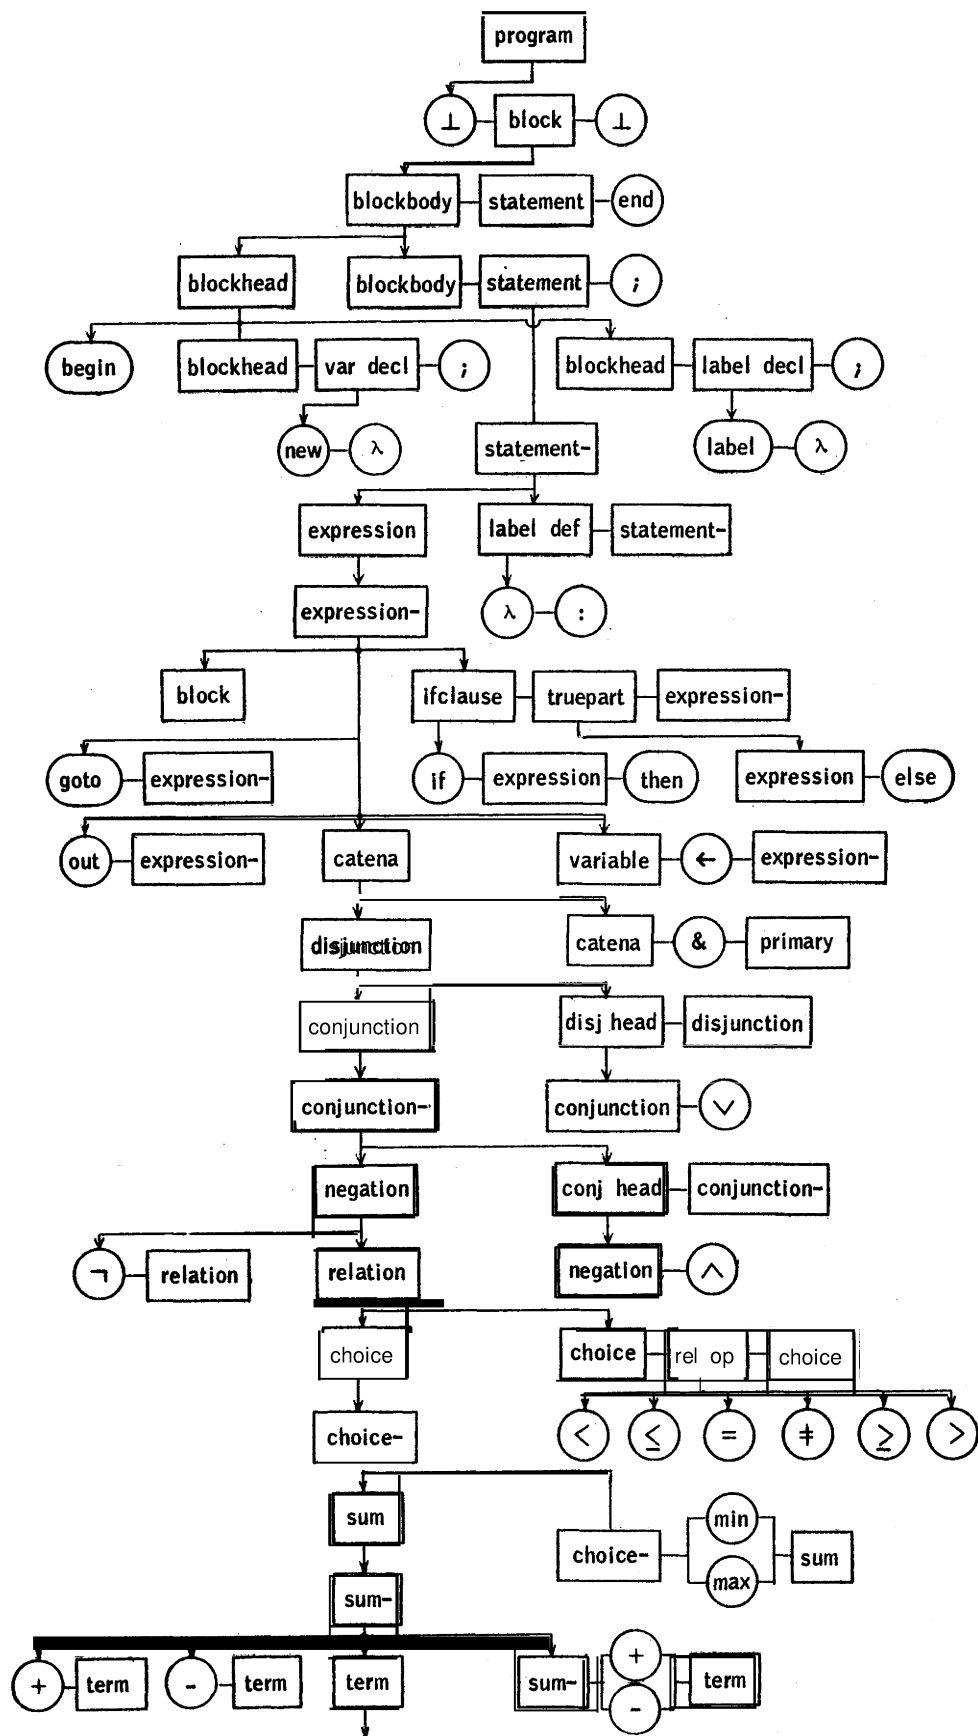 program
⊥ block ⊥
blockbody statement end
blockhead blockbody statement ;
begin blockhead var decl ; blockhead label decl ;
new λ statement- label λ
expression label def statement-
expression- λ :
block ifclause truepart expression-
goto expression- if expression then expression else
out expression- catena variable ← expression-
disjunction catena & primary
conjunction disj head disjunction
conjunction- conjunction ∨
negation conj head conjunction-
¬ relation relation negation ∧
choice choice rel op choice
choice- < ≤ = ≠ ≥ >
sum min
choice- sum
max
sum-
+ term - term term sum- + term
-